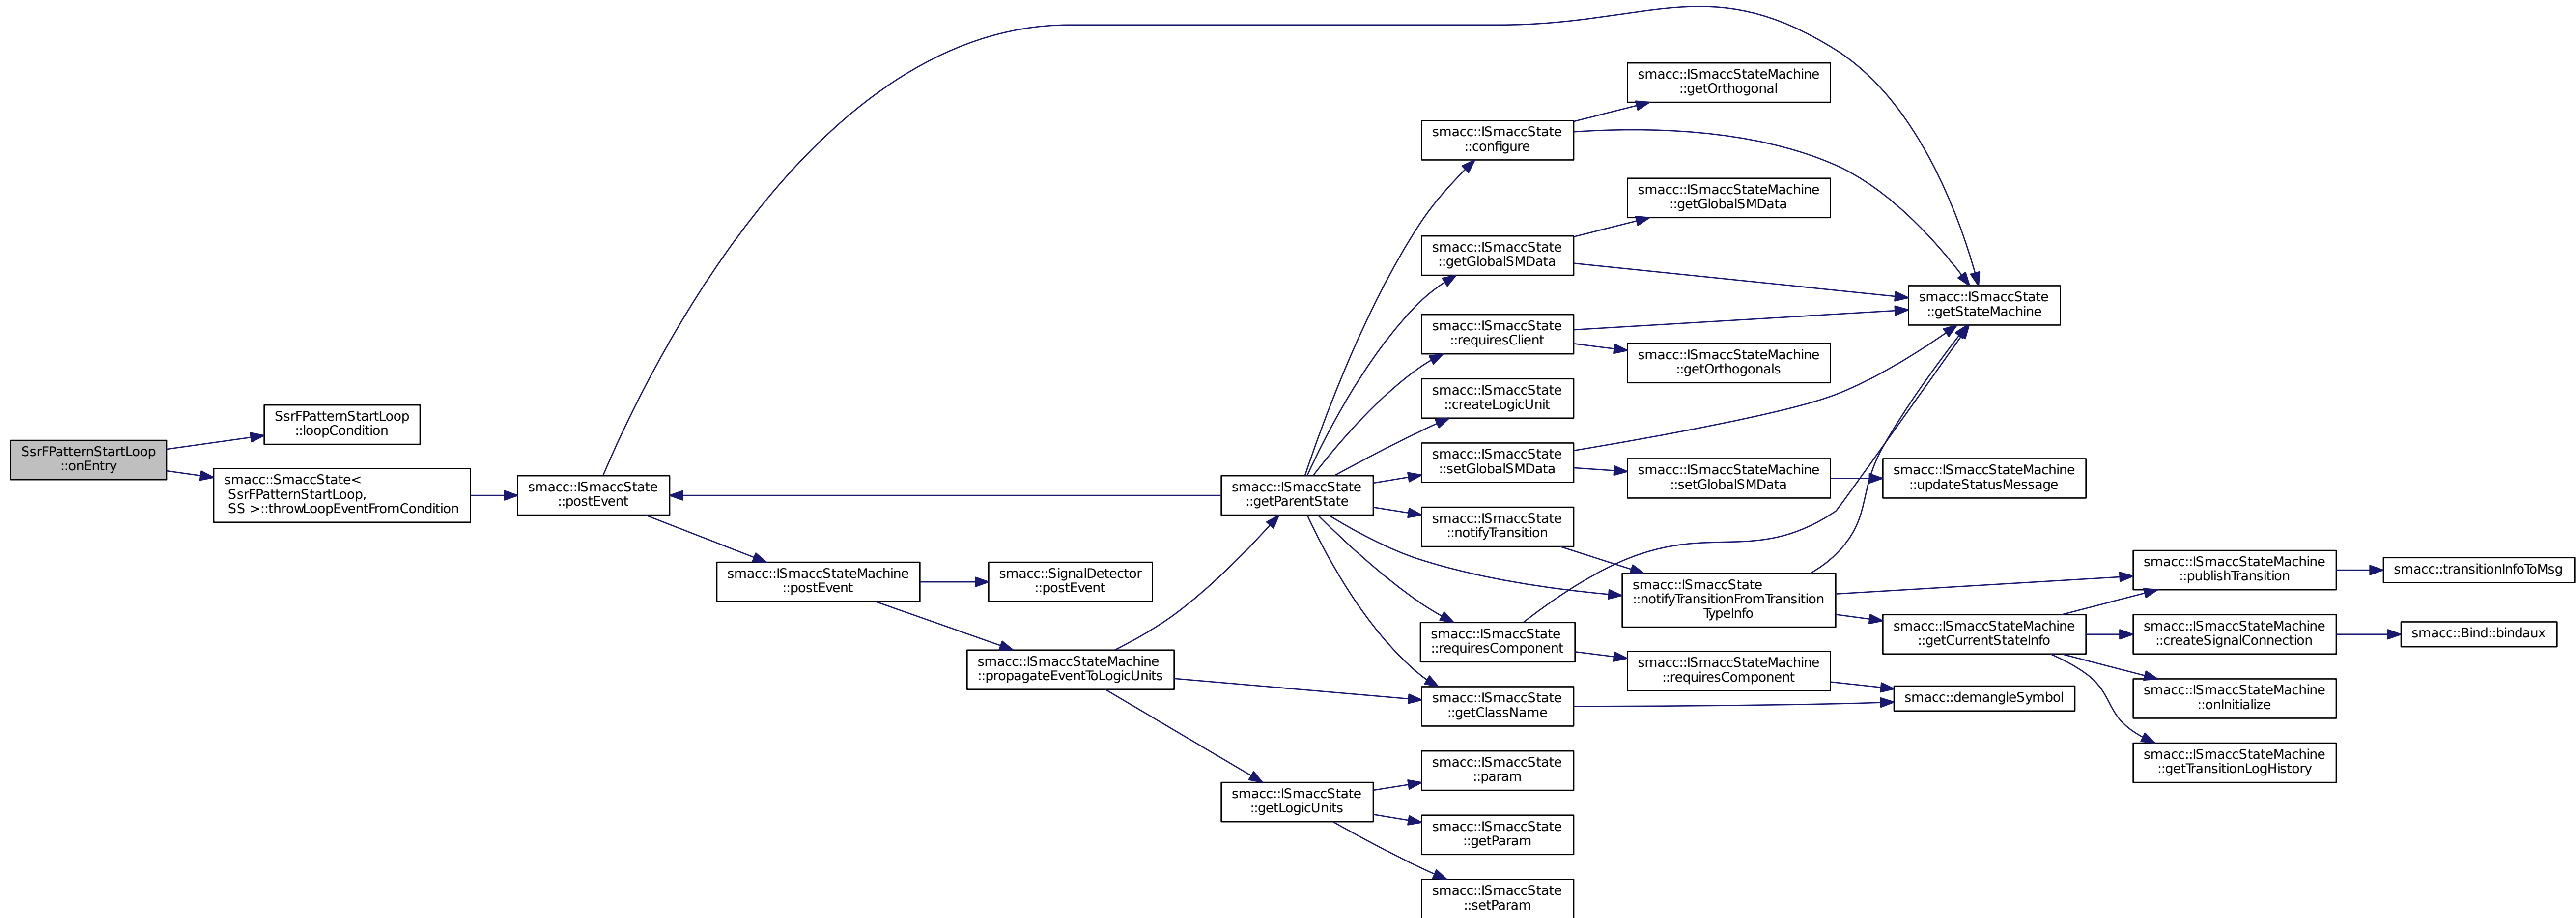 SsrFPatternStartLoop
::onEntry
SsrFPatternStartLoop
::loopCondition
smacc::SmaccState<
SsrFPatternStartLoop,
SS >::throwLoopEventFromCondition
smacc::ISmaccState
::postEvent
smacc::ISmaccStateMachine
::postEvent
smacc::SignalDetector
::postEvent
smacc::ISmaccStateMachine
::propagateEventToLogicUnits
smacc::ISmaccState
::getParentState
smacc::ISmaccState
::getLogicUnits
smacc::ISmaccState
::configure
smacc::ISmaccState
::getGlobalSMData
smacc::ISmaccState
::requiresClient
smacc::ISmaccState
::createLogicUnit
smacc::ISmaccState
::setGlobalSMData
smacc::ISmaccState
::notifyTransition
smacc::ISmaccState
::requiresComponent
smacc::ISmaccState
::getClassName
smacc::ISmaccState
::param
smacc::ISmaccState
::getParam
smacc::ISmaccState
::setParam
smacc::ISmaccStateMachine
::getOrthogonal
smacc::ISmaccStateMachine
::getGlobalSMData
smacc::ISmaccStateMachine
::getOrthogonals
smacc::ISmaccStateMachine
::setGlobalSMData
smacc::ISmaccState
::notifyTransitionFromTransition
TypeInfo
smacc::ISmaccStateMachine
::requiresComponent
smacc::ISmaccState
::getStateMachine
smacc::ISmaccStateMachine
::updateStatusMessage
smacc::ISmaccStateMachine
::getCurrentStateInfo
smacc::demangleSymbol
smacc::ISmaccStateMachine
::publishTransition
smacc::ISmaccStateMachine
::createSignalConnection
smacc::ISmaccStateMachine
::onInitialize
smacc::ISmaccStateMachine
::getTransitionLogHistory
smacc::transitionInfoToMsg
smacc::Bind::bindaux